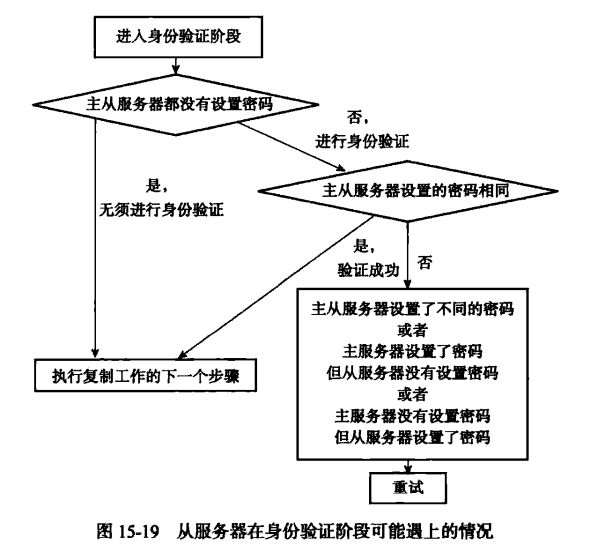 进入身份验证阶段
主从服务器都没有设置密码
否，
进行身份验证
是，
无须进行身份验证
主从服务器设置的密码相同
是，
验证成功
否
主从服务器设置了不同的密码
或者
主服务器设置了密码
但从服务器没有设置密码
或者
主服务器没有设置密码
但从服务器设置了密码
执行复制工作的下一个步骤
重试
图 15-19 从服务器在身份验证阶段可能遇上的情况